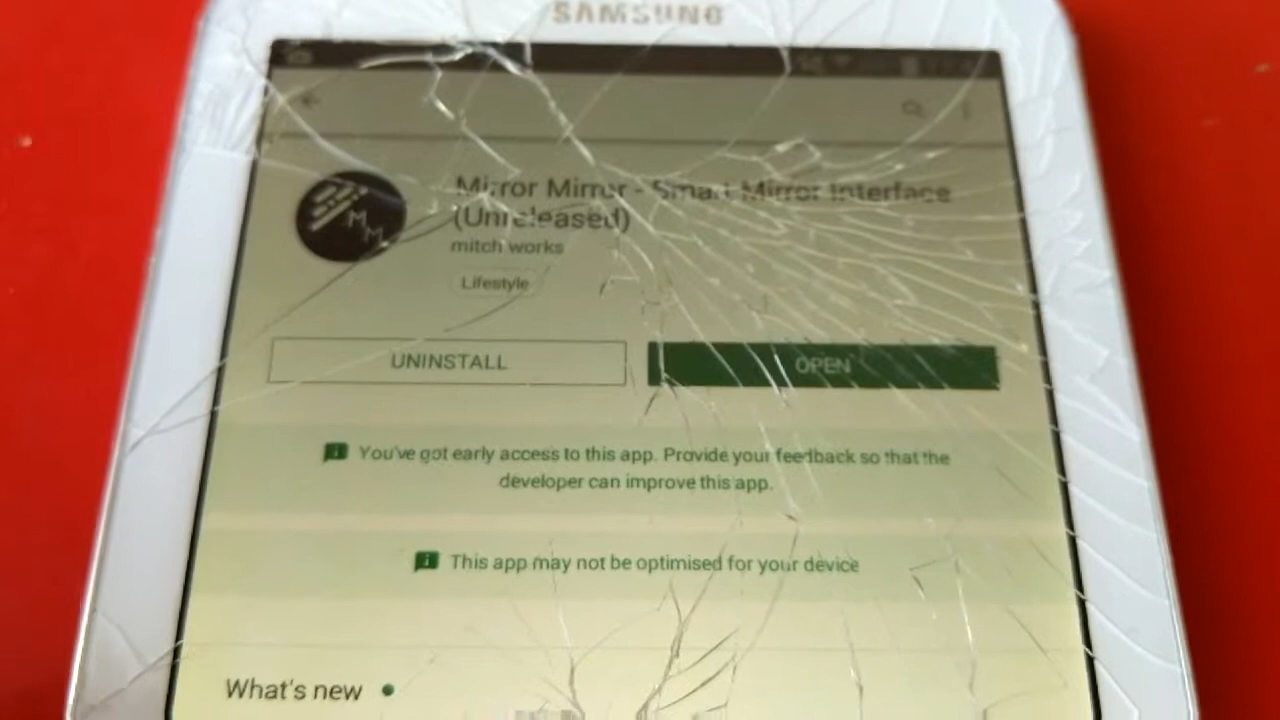 SAMSUNG
Mirror Mirror - Smart Mirror Interface
(Unreleased)
M
M
mitch works
Lifestyle
UNINSTALL
OPEN
You've got early access to this app. Provide your feedback so that the
developer can improve this app.
This app may not be optimised for your device
What's new